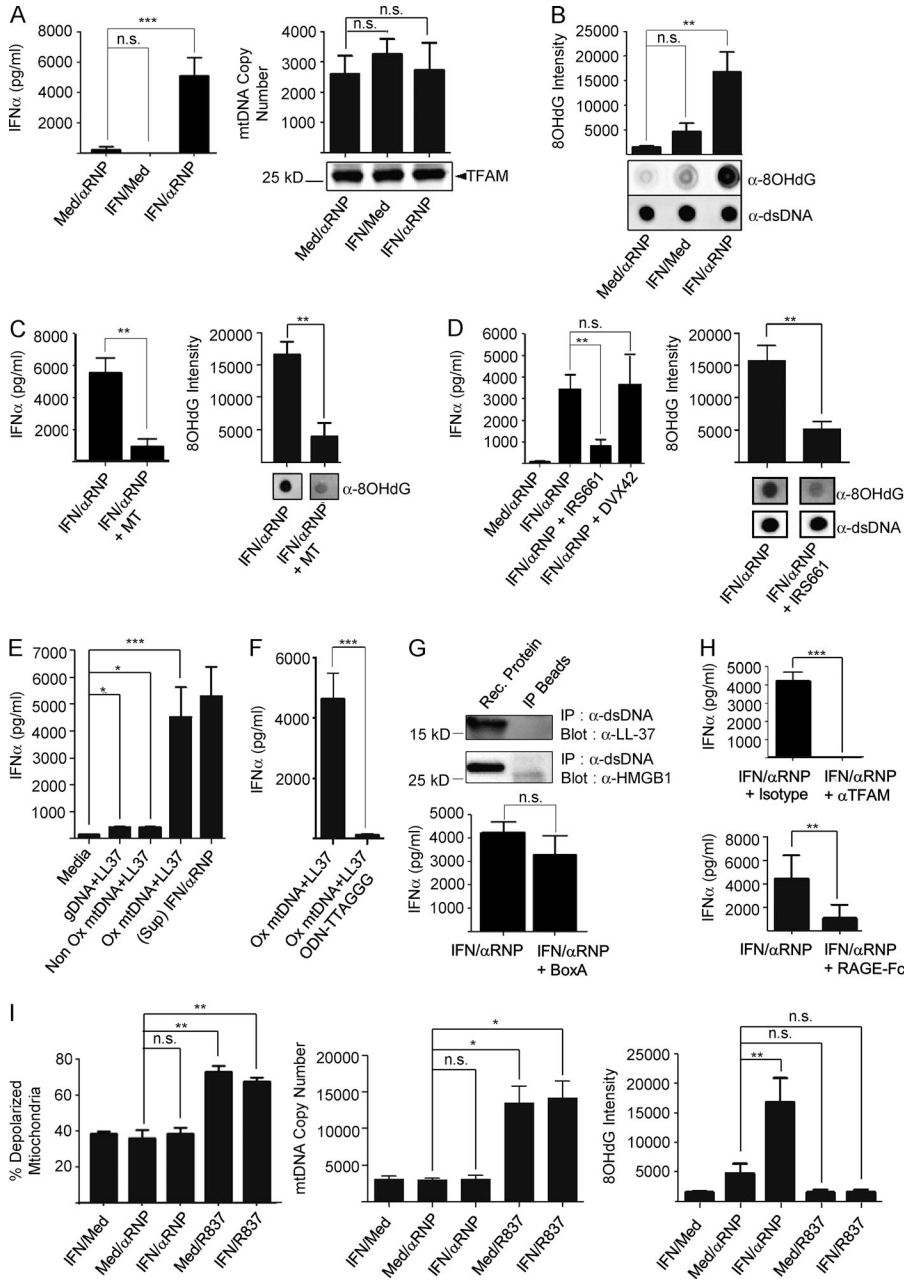 A
IFNα (pg/ml)
8000
6000
4000
2000
0
***
n.s.
Med/αRNP
IFN/Med
IFN/αRNP
mtDNA Copy
Number
4000
3000
2000
1000
0
n.s.
n.s.
25 kD
TFAM
Med/αRNP
IFN/Med
IFN/αRNP
B
8OHdG Intensity
25000
20000
15000
10000
5000
**
n.s.
α-8OHdG
α-dsDNA
Med/αRNP
IFN/Med
IFN/αRNP
C
IFNα (pg/ml)
8000
6000
4000
2000
0
**
IFN/αRNP
IFN/αRNP
+ MT
8OHdG Intensity
20000
15000
10000
5000
**
α-8OHdG
IFN/αRNP
IFN/αRNP
+ MT
D
IFNα (pg/ml)
6000
5000
4000
3000
2000
1000
0
n.s.
**
Med/αRNP
IFN/αRNP
IFN/αRNP + IRS661
IFN/αRNP + DVX42
8OHdG Intensity
20000
15000
10000
5000
**
α-8OHdG
α-dsDNA
IFN/αRNP
IFN/αRNP
+ IRS661
E
IFNα (pg/ml)
7000
6000
5000
4000
3000
2000
1000
0
***
*
*
Media
gDNA+LL37
Non Ox mtDNA+LL37
Ox mtDNA+LL37
(Sup) IFN/αRNP
F
IFNα (pg/ml)
6000
4000
2000
0
***
Ox mtDNA+LL37
Ox mtDNA+LL37
ODN-TTAGGG
G
Rec. Protein
IP Beads
15 kD
IP : α-dsDNA
Blot : α-LL-37
25 kD
IP : α-dsDNA
Blot : α-HMGB1
IFNα (pg/ml)
5000
4000
3000
2000
1000
0
n.s.
IFN/αRNP
IFN/αRNP
+ BoxA
H
IFNα (pg/ml)
5000
4000
3000
2000
1000
0
***
IFN/αRNP
+ Isotype
IFN/αRNP
+ αTFAM
IFNα (pg/ml)
8000
6000
4000
2000
0
**
IFN/αRNP
IFN/αRNP
+ RAGE-Fc
I
% Depolarized
Mtiochondria
80
60
40
20
**
**
n.s.
IFN/Med
Med/αRNP
IFN/αRNP
Med/R837
IFN/R837
mtDNA Copy Number
20000
15000
10000
5000
0
*
*
n.s.
IFN/Med
Med/αRNP
IFN/αRNP
Med/R837
IFN/R837
8OHdG Intensity
25000
20000
15000
10000
5000
n.s.
n.s.
**
IFN/Med
Med/αRNP
IFN/αRNP
Med/R837
IFN/R837